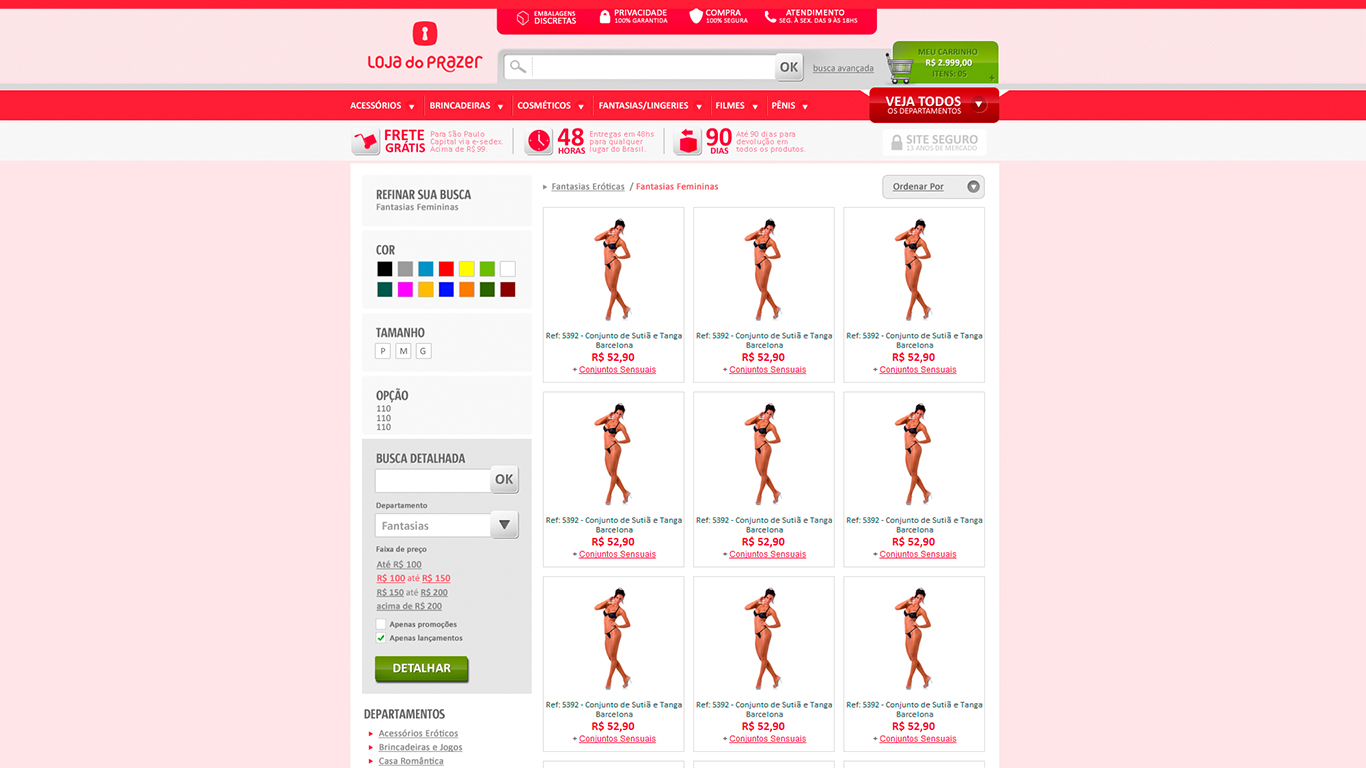 EMBALAGENS
DISCRETAS
PRIVACIDADE
100% GARANTIDA
COMPRA
100% SEGURA
ATENDIMENTO
SEG. À SEX. DAS 9 ÀS 18HS
LOJA do PRAZER
OK
busca avançada
MEU CARRINHO
R$ 2.999,00
ITENS: 05
+
ACESSÓRIOS
BRINCADEIRAS
COSMÉTICOS
FANTASIAS/LINGERIES
FILMES
PÊNIS
VEJA TODOS
OS DEPARTAMENTOS
FRETE
GRÁTIS
Para São Paulo
Capital via e-sedex.
Acima de R$ 99.
48
HORAS
Entregas em 48hs
para qualquer
lugar do Brasil.
90
DIAS
Até 90 dias para
devolução em
todos os produtos.
SITE SEGURO
13 ANOS DE MERCADO
REFINAR SUA BUSCA
Fantasias Femininas
COR
TAMANHO
P M G
OPÇÃO
110
110
110
BUSCA DETALHADA
OK
Departamento
Fantasias
Faixa de preço
Até R$ 100
R$ 100 até R$ 150
R$ 150 até R$ 200
acima de R$ 200
Apenas promoções
Apenas lançamentos
DETALHAR
DEPARTAMENTOS
Acessórios Eróticos
Brincadeiras e Jogos
Casa Romântica
Fantasias Eróticas / Fantasias Femininas
Ordenar Por
Ref: 5392 - Conjunto de Sutiã e Tanga
Barcelona
R$ 52,90
+ Conjuntos Sensuais
Ref: 5392 - Conjunto de Sutiã e Tanga
Barcelona
R$ 52,90
+ Conjuntos Sensuais
Ref: 5392 - Conjunto de Sutiã e Tanga
Barcelona
R$ 52,90
+ Conjuntos Sensuais
Ref: 5392 - Conjunto de Sutiã e Tanga
Barcelona
R$ 52,90
+ Conjuntos Sensuais
Ref: 5392 - Conjunto de Sutiã e Tanga
Barcelona
R$ 52,90
+ Conjuntos Sensuais
Ref: 5392 - Conjunto de Sutiã e Tanga
Barcelona
R$ 52,90
+ Conjuntos Sensuais
Ref: 5392 - Conjunto de Sutiã e Tanga
Barcelona
R$ 52,90
+ Conjuntos Sensuais
Ref: 5392 - Conjunto de Sutiã e Tanga
Barcelona
R$ 52,90
+ Conjuntos Sensuais
Ref: 5392 - Conjunto de Sutiã e Tanga
Barcelona
R$ 52,90
+ Conjuntos Sensuais